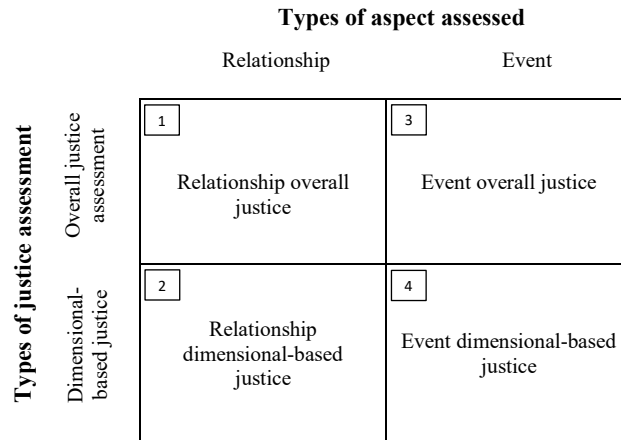 Types of aspect assessed
Relationship
Event
Types of justice assessment
Overall justice
assessment
1
Relationship overall
justice
3
Event overall justice
Dimensional-
based justice
2
Relationship
dimensional-based
justice
4
Event dimensional-based
justice